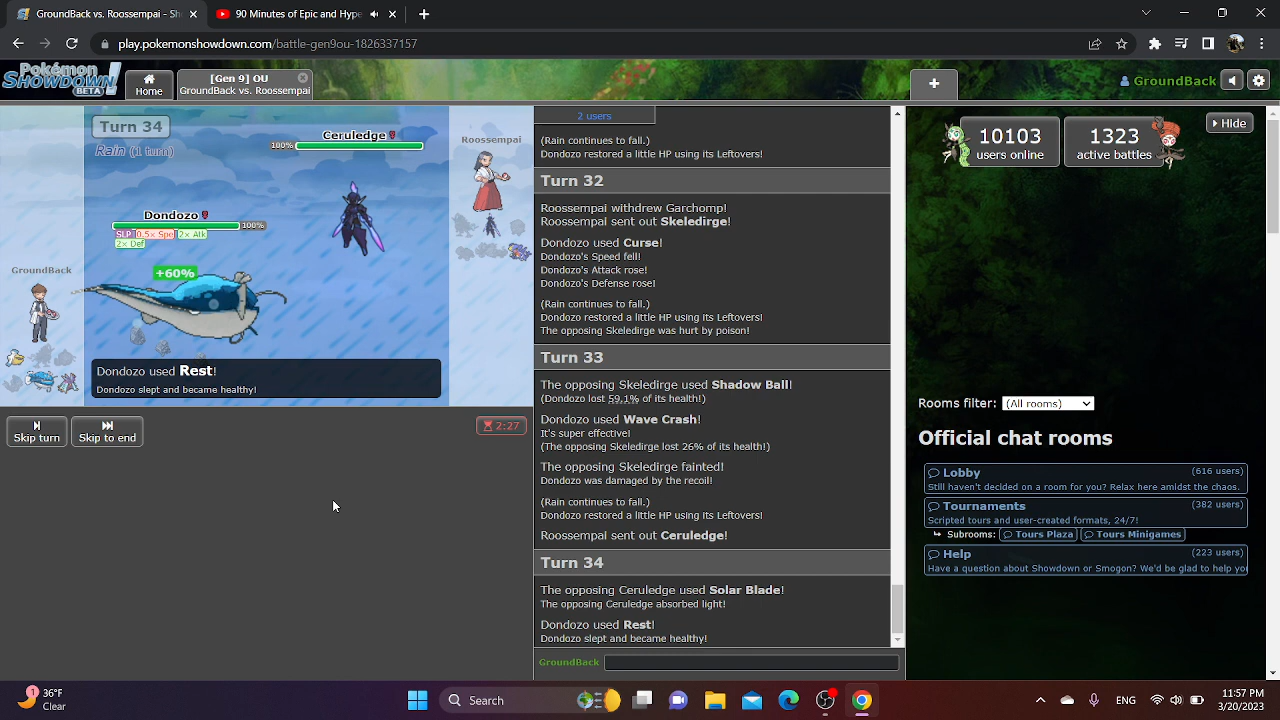 GroundBack vs. Roossempai - Sh
90 Minutes of Epic and Hype
play.pokemonshowdown.com/battle-gen9ou-1826337157
Pokémon
SHOWDOWN!
BETA
Home
[Gen 9] OU
GroundBack vs. Roossempai
GroundBack
Turn 34
Rain (1 turn)
Ceruledge
100%
Roossempai
Dondozo
100%
SLP 0.5× Spe 2× Atk
2× Def
GroundBack
+60%
Dondozo used Rest!
Dondozo slept and became healthy!
Skip turn
Skip to end
2:27
2 users
(Rain continues to fall.)
Dondozo restored a little HP using its Leftovers!
Turn 32
Roossempai withdrew Garchomp!
Roossempai sent out Skeledirge!
Dondozo used Curse!
Dondozo's Speed fell!
Dondozo's Attack rose!
Dondozo's Defense rose!
(Rain continues to fall.)
Dondozo restored a little HP using its Leftovers!
The opposing Skeledirge was hurt by poison!
Turn 33
The opposing Skeledirge used Shadow Ball!
(Dondozo lost 59.1% of its health!)
Dondozo used Wave Crash!
It's super effective!
(The opposing Skeledirge lost 26% of its health!)
The opposing Skeledirge fainted!
Dondozo was damaged by the recoil!
(Rain continues to fall.)
Dondozo restored a little HP using its Leftovers!
Roossempai sent out Ceruledge!
Turn 34
The opposing Ceruledge used Solar Blade!
The opposing Ceruledge absorbed light!
Dondozo used Rest!
Dondozo slept and became healthy!
GroundBack
10103
users online
1323
active battles
Hide
Rooms filter: (All rooms)
Official chat rooms
Lobby (616 users)
Still haven't decided on a room for you? Relax here amidst the chaos.
Tournaments (382 users)
Scripted tours and user-created formats, 24/7!
Subrooms: Tours Plaza Tours Minigames
Help (223 users)
Have a question about Showdown or Smogon? We'd be glad to help you
1
36°F
Clear
Search
ENG
11:57 PM
3/20/2023